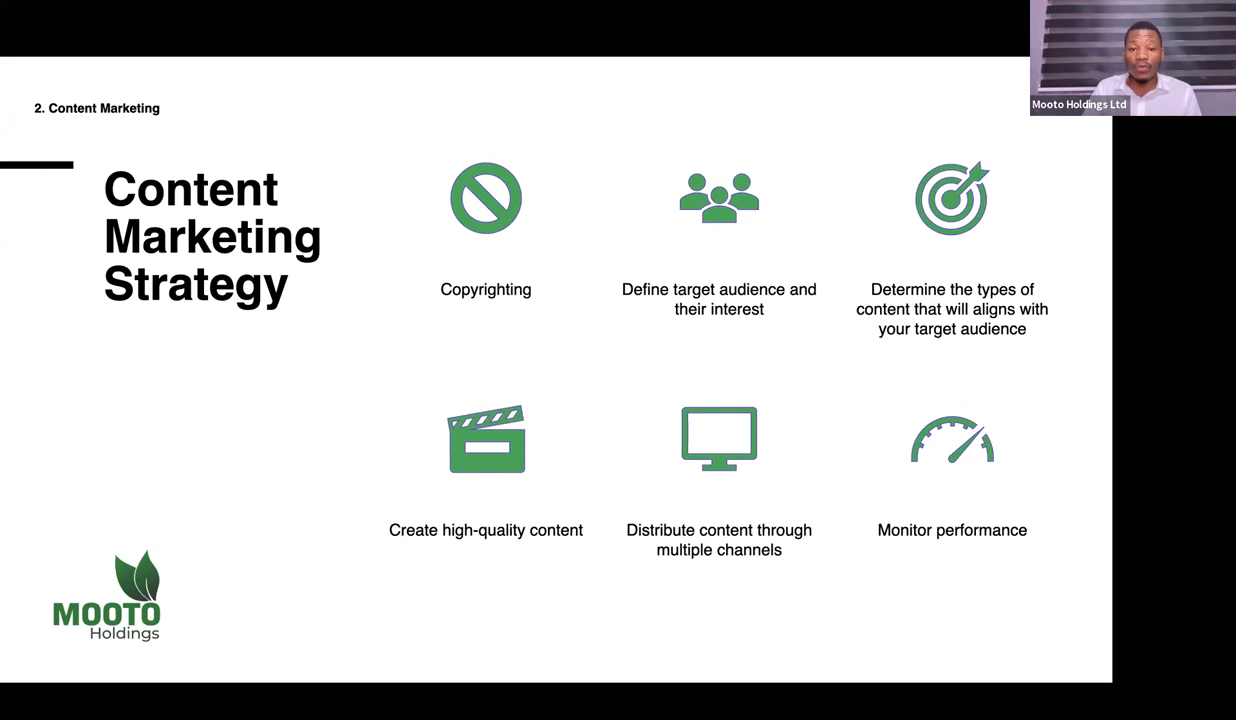 2. Content Marketing
Mooto Holdings Ltd
Content
Marketing
Strategy
Copyrighting
Define target audience and
their interest
Determine the types of
content that will aligns with
your target audience
Create high-quality content
Distribute content through
multiple channels
Monitor performance
MOOTO
Holdings